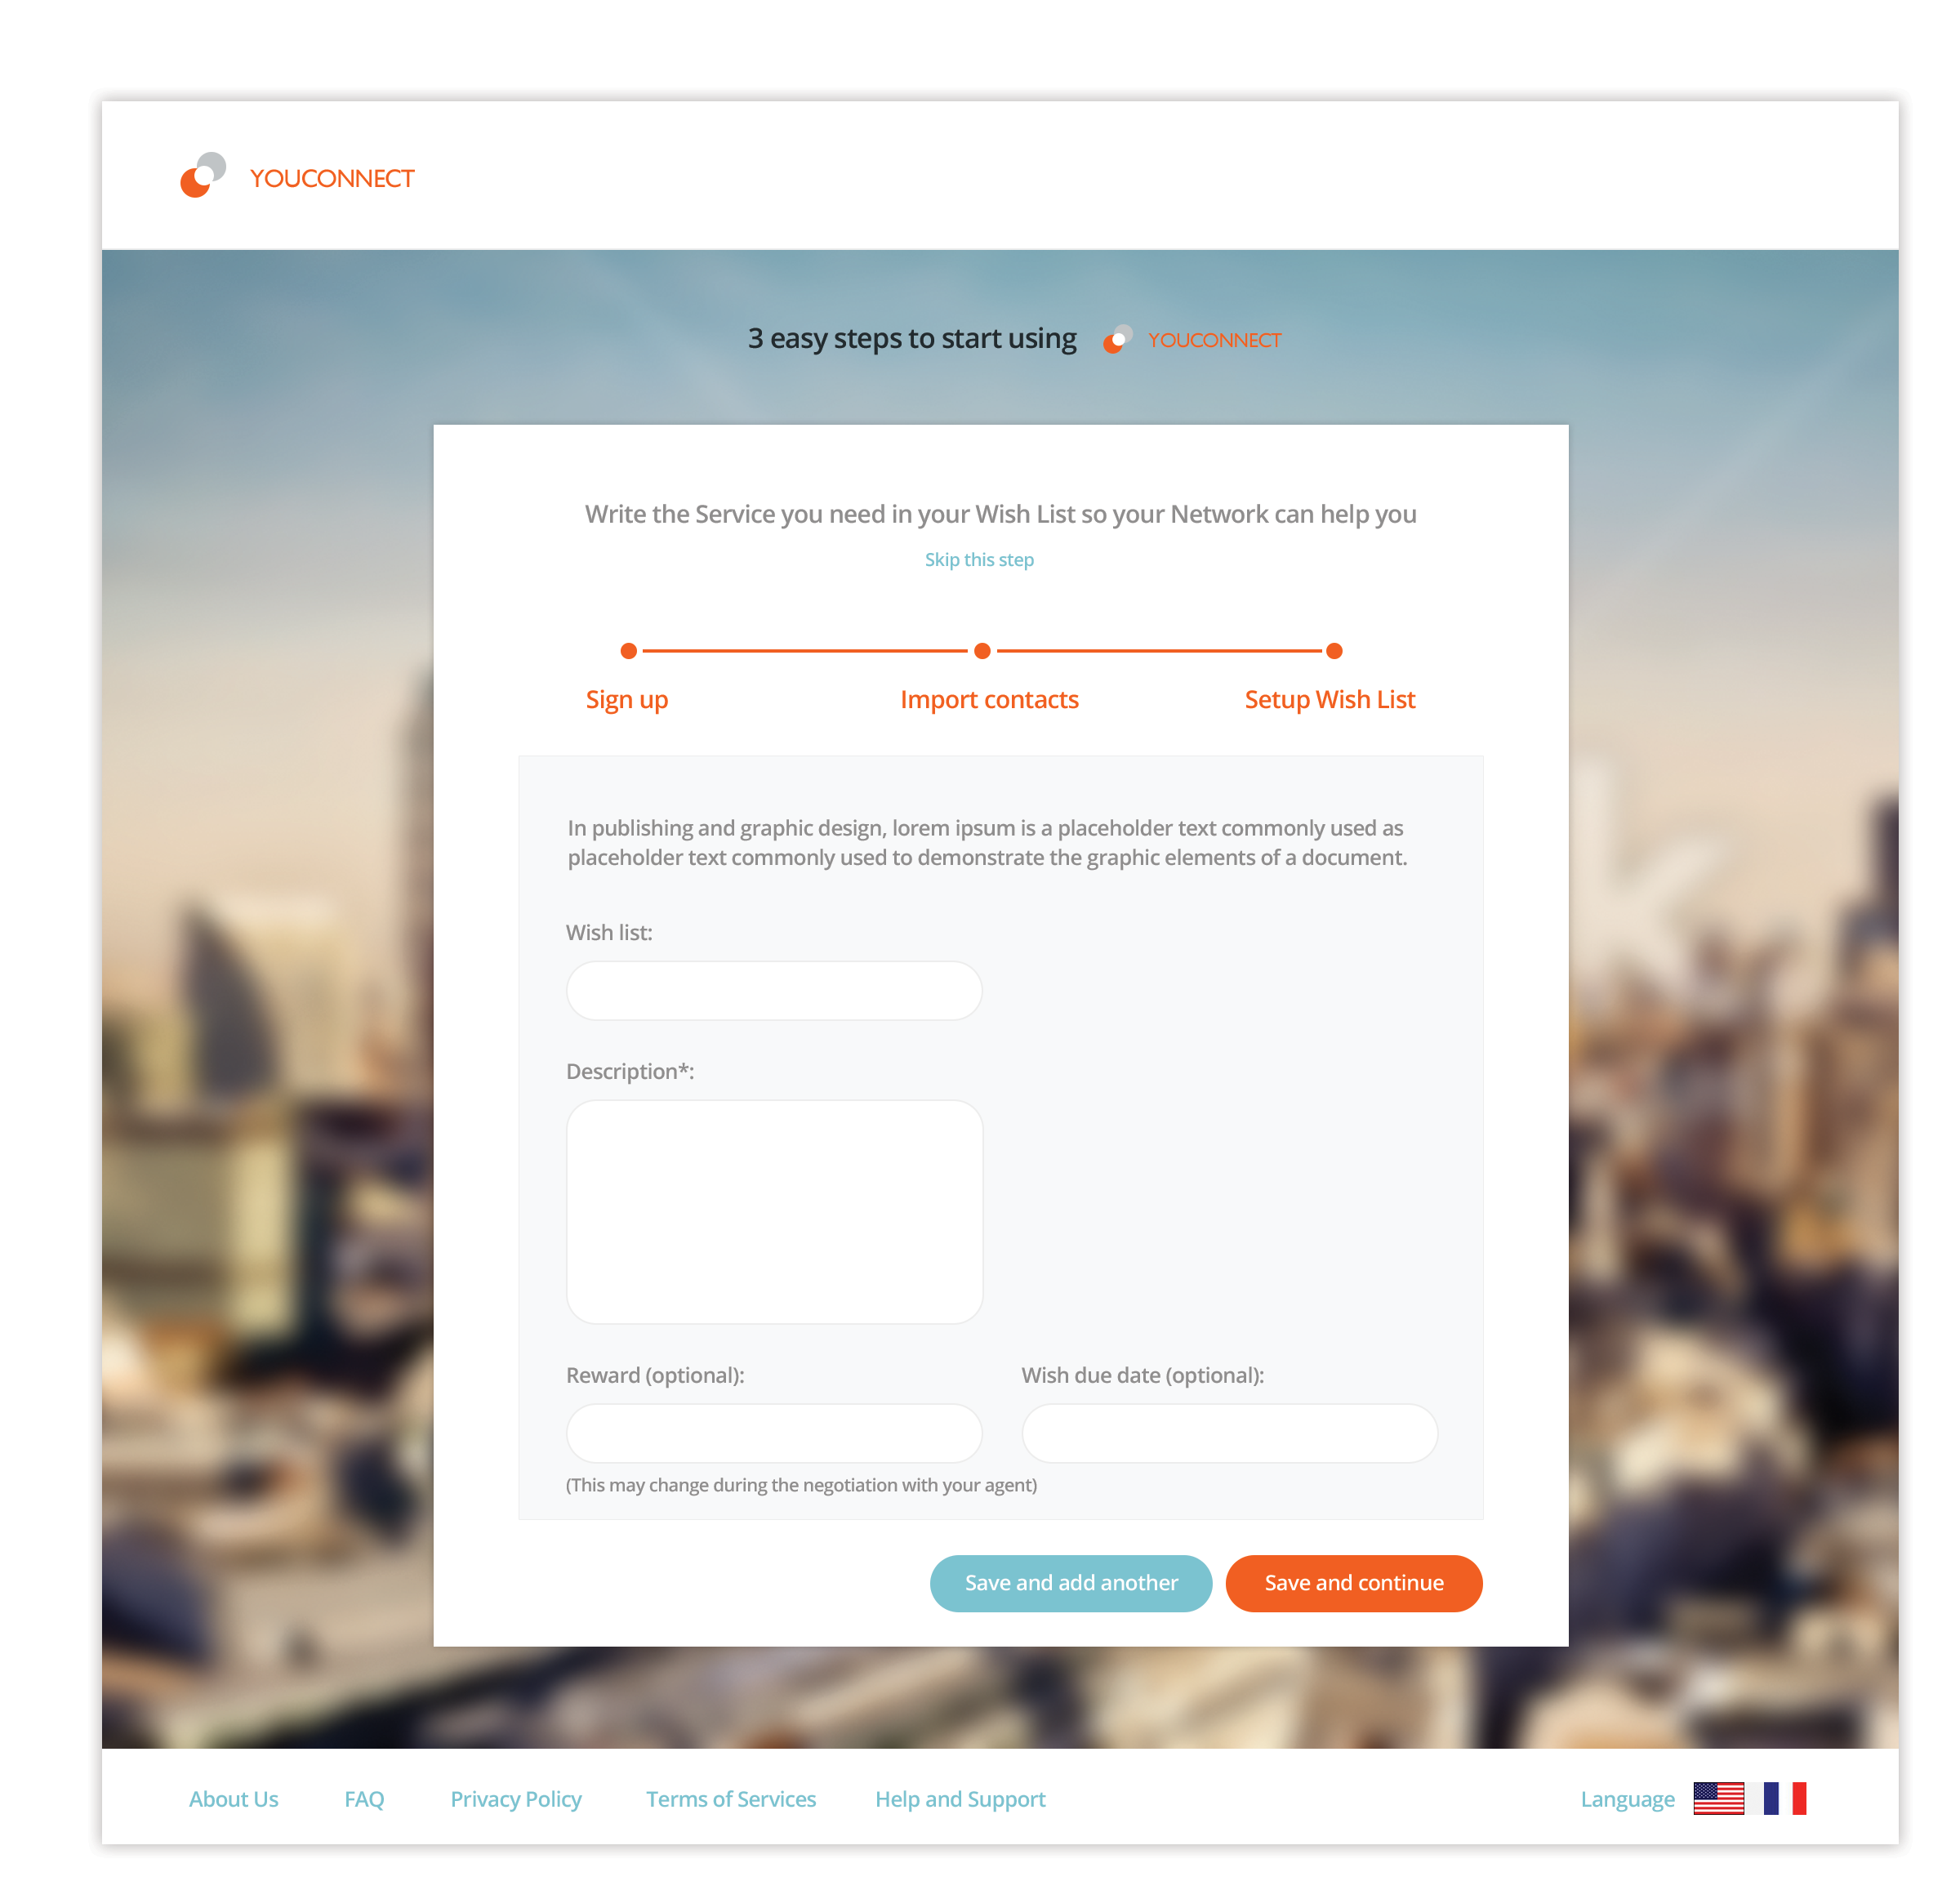 YOUCONNECT
3 easy steps to start using YOUCONNECT
Write the Service you need in your Wish List so your Network can help you
Skip this step
Sign up Import contacts Setup Wish List
In publishing and graphic design, lorem ipsum is a placeholder text commonly used as
placeholder text commonly used to demonstrate the graphic elements of a document.
Wish list:
Description*:
Reward (optional): Wish due date (optional):
(This may change during the negotiation with your agent)
Save and add another Save and continue
About Us FAQ Privacy Policy Terms of Services Help and Support Language